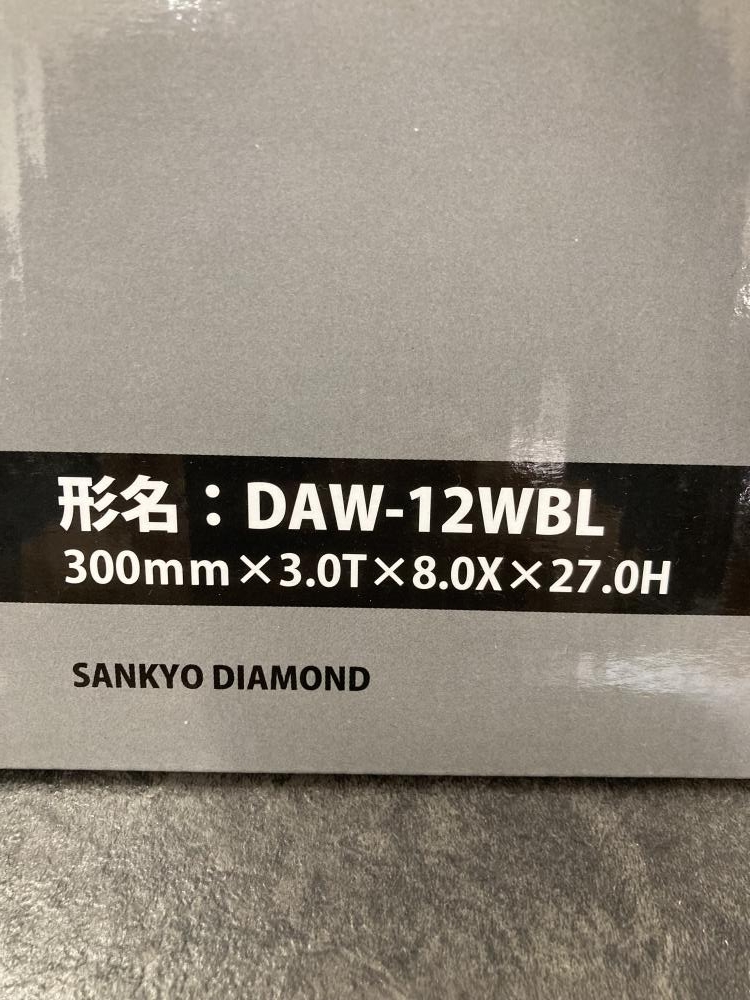 形名：DAW-12WBL
300mm×3.0T×8.0X×27.0H
SANKYO DIAMOND